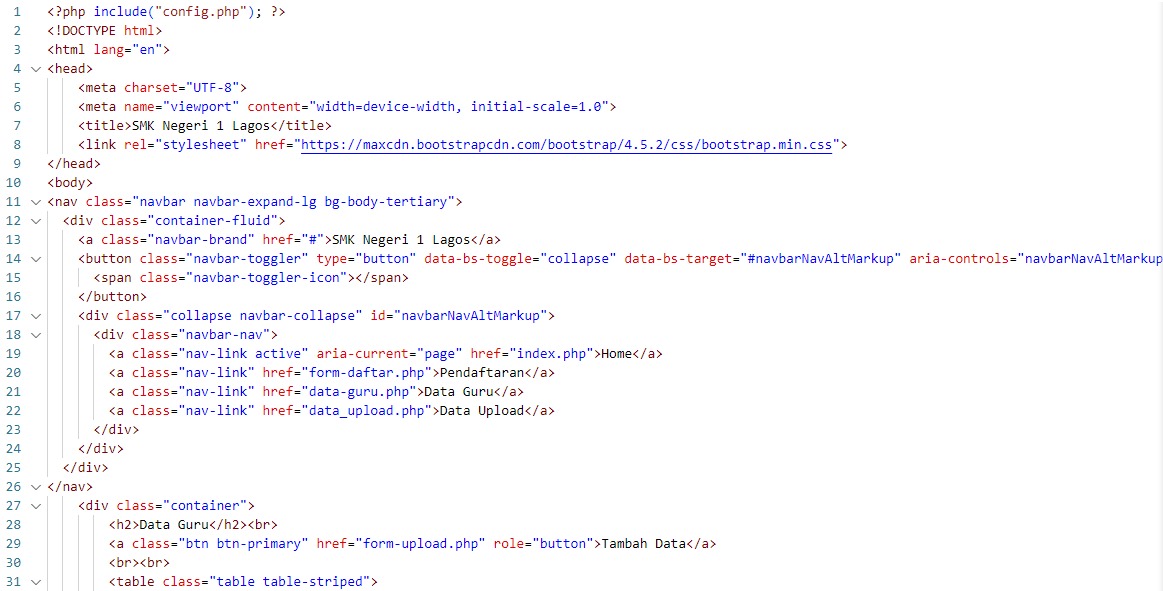 1 <?php include("config.php"); ?>
2 <!DOCTYPE html>
3 <html lang="en">
4 <head>
5 <meta charset="UTF-8">
6 <meta name="viewport" content="width=device-width, initial-scale=1.0">
7 <title>SMK Negeri 1 Lagos</title>
8 <link rel="stylesheet" href="https://maxcdn.bootstrapcdn.com/bootstrap/4.5.2/css/bootstrap.min.css">
9 </head>
10 <body>
11 <nav class="navbar navbar-expand-lg bg-body-tertiary">
12 <div class="container-fluid">
13 <a class="navbar-brand" href="#">SMK Negeri 1 Lagos</a>
14 <button class="navbar-toggler" type="button" data-bs-toggle="collapse" data-bs-target="#navbarNavAltMarkup" aria-controls="navbarNavAltMarkup
15 <span class="navbar-toggler-icon"></span>
16 </button>
17 <div class="collapse navbar-collapse" id="navbarNavAltMarkup">
18 <div class="navbar-nav">
19 <a class="nav-link active" aria-current="page" href="index.php">Home</a>
20 <a class="nav-link" href="form-daftar.php">Pendaftaran</a>
21 <a class="nav-link" href="data-guru.php">Data Guru</a>
22 <a class="nav-link" href="data_upload.php">Data Upload</a>
23 </div>
24 </div>
25 </div>
26 </nav>
27 <div class="container">
28 <h2>Data Guru</h2><br>
29 <a class="btn btn-primary" href="form-upload.php" role="button">Tambah Data</a>
30 <br><br>
31 <table class="table table-striped">